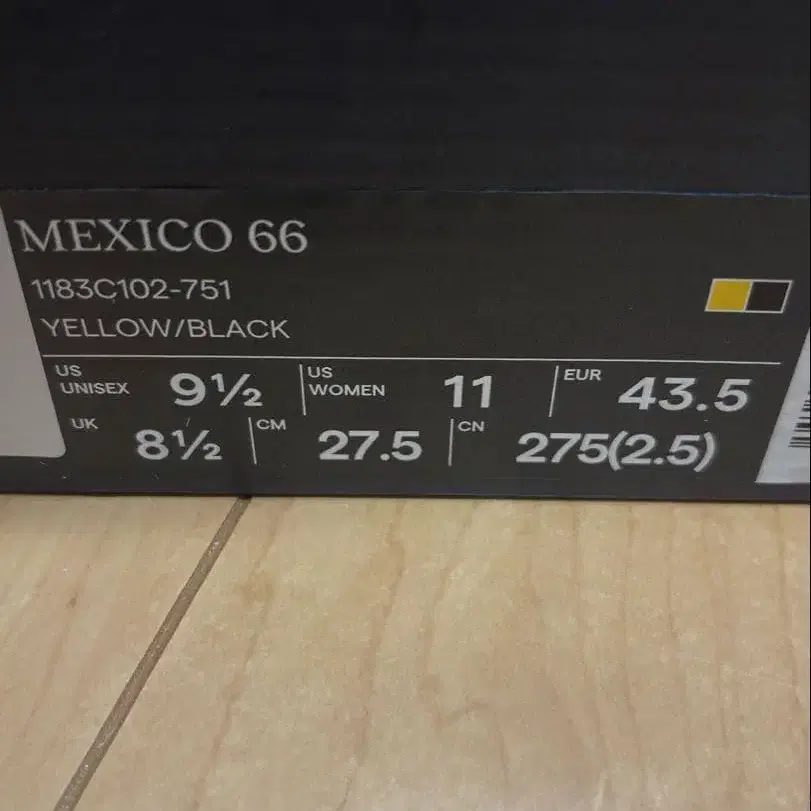 MEXICO 66
1183C102-751
YELLOW/BLACK
US UNISEX 9½ US WOMEN 11 EUR 43.5
UK 8½ CM 27.5 CN 275(2.5)